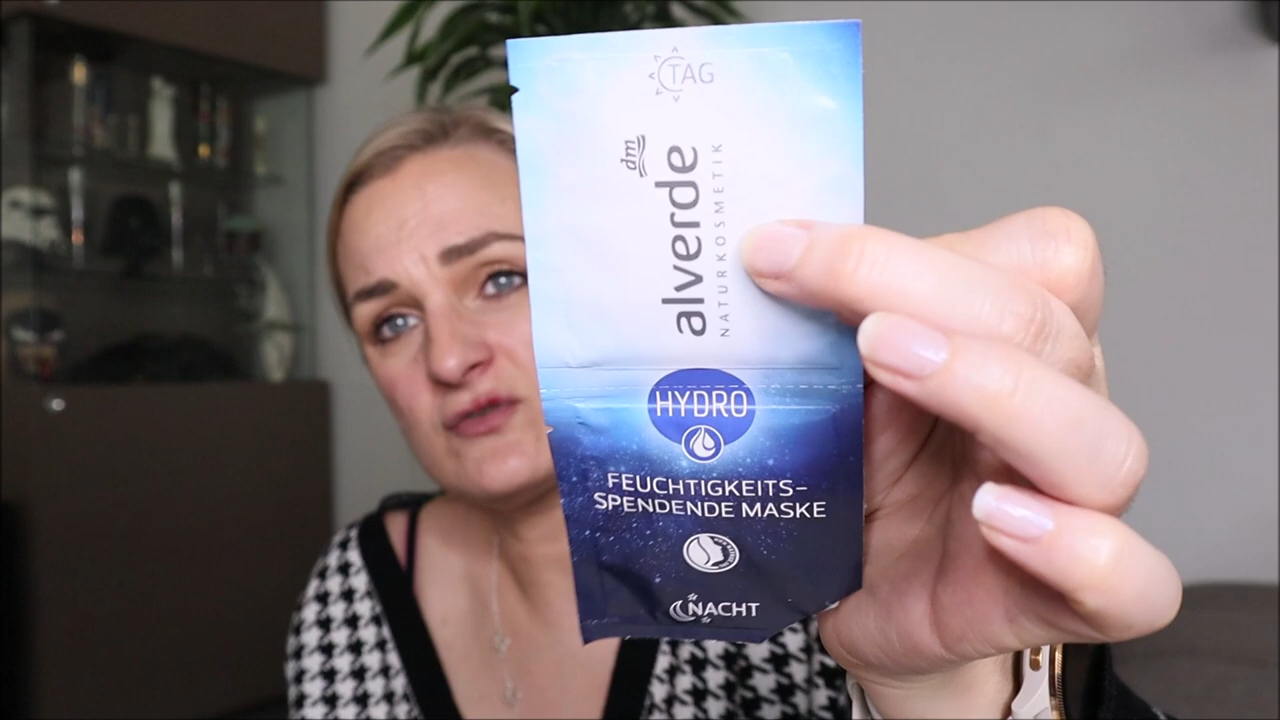 TAG
dm
alverde
NATURKOSMETIK
HYDRO
FEUCHTIGKEITS-
SPENDENDE MASKE
NACHT